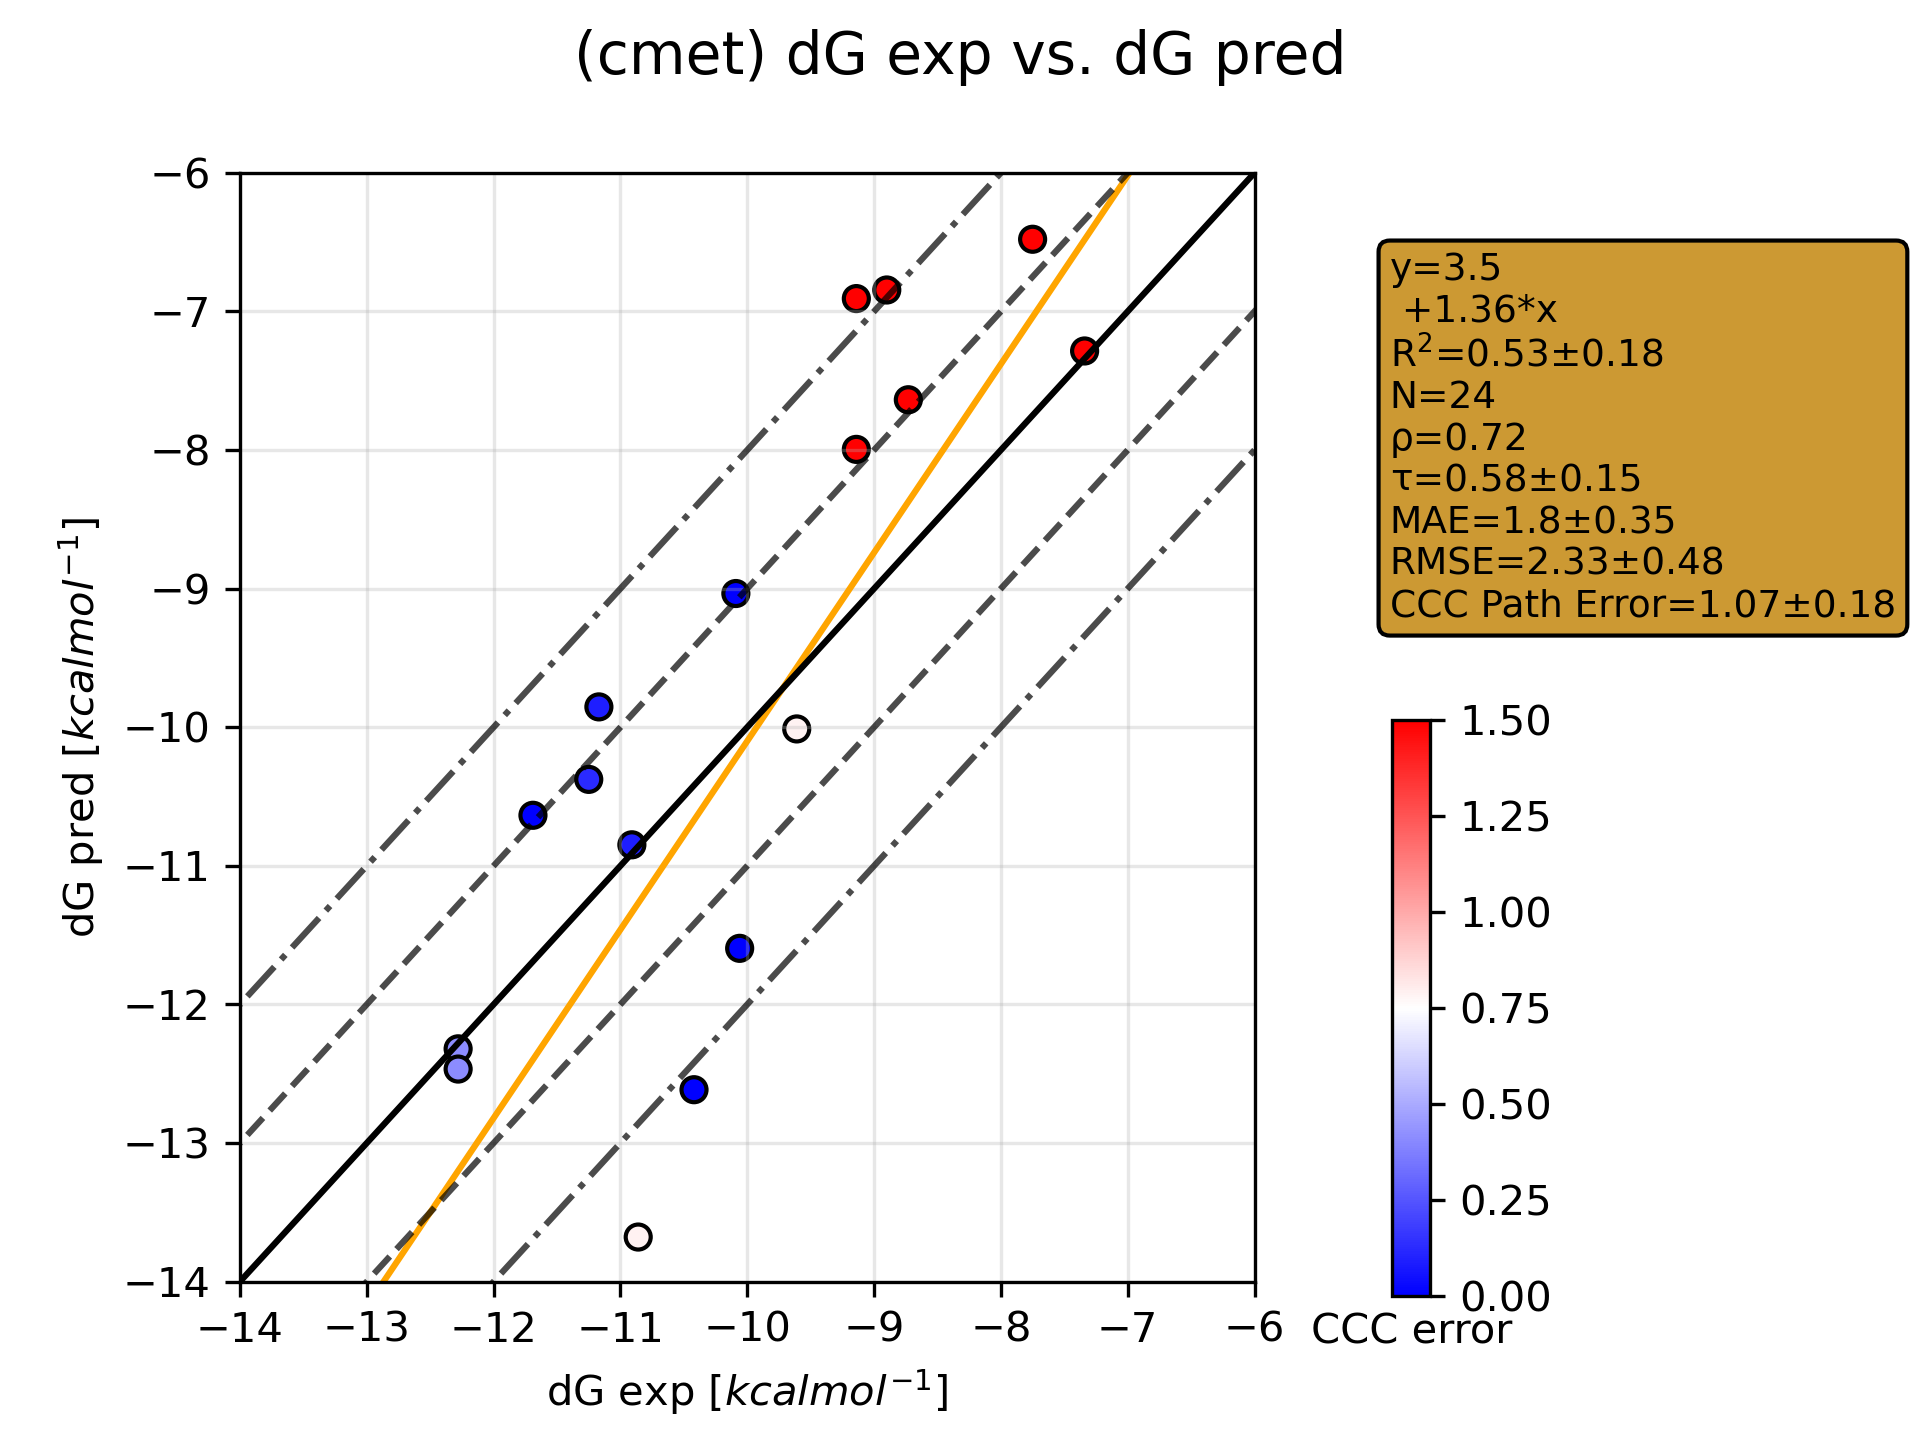 (cmet) dG exp vs. dG pred
−6
−7
−8
−9
−10
−11
−12
−13
−14
dG pred [kcalmol⁻¹]
−14 −13 −12 −11 −10 −9 −8 −7 −6
dG exp [kcalmol⁻¹]
y=3.5
+1.36*x
R²=0.53±0.18
N=24
ρ=0.72
τ=0.58±0.15
MAE=1.8±0.35
RMSE=2.33±0.48
CCC Path Error=1.07±0.18
1.50
1.25
1.00
0.75
0.50
0.25
0.00
CCC error